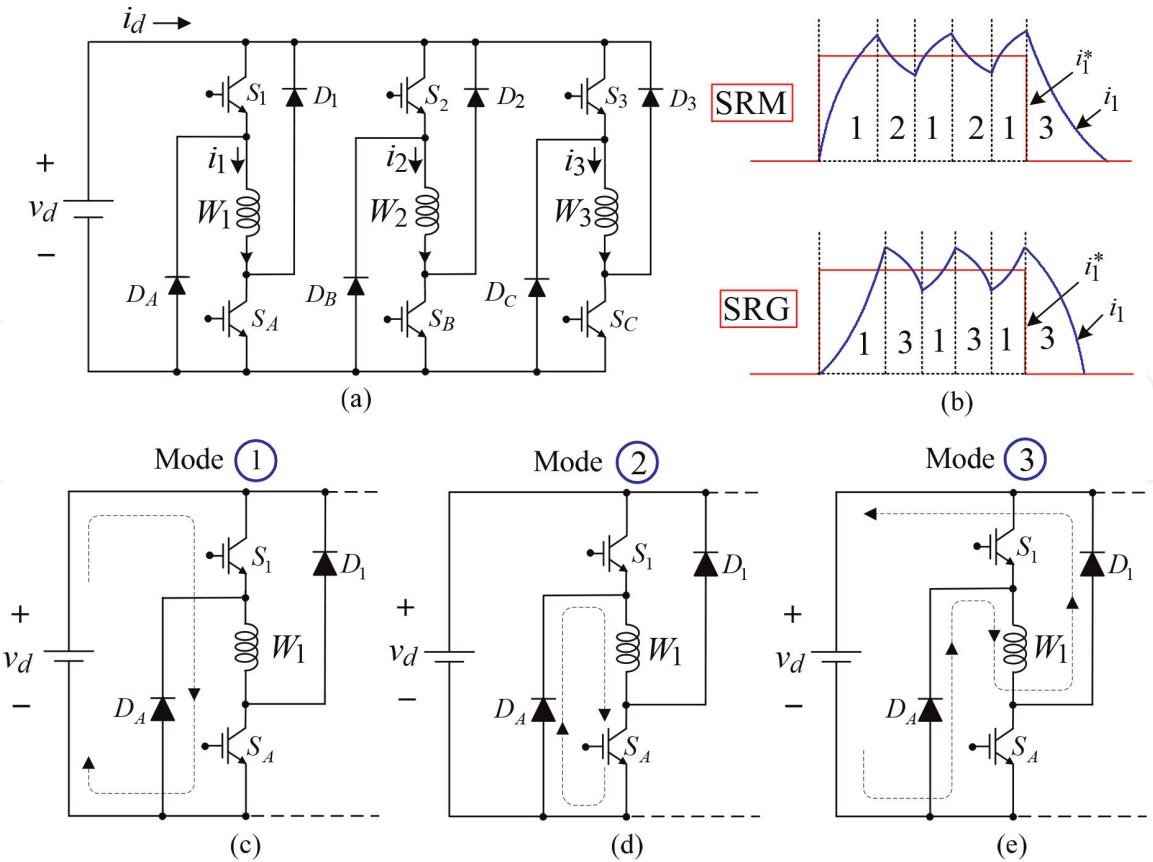 i_d
S_1
D_1
S_2
D_2
S_3
D_3
+
v_d
−
i_1
W_1
i_2
W_2
i_3
W_3
D_A
S_A
D_B
S_B
D_C
S_C
(a)
SRM
1 2 1 2 1 3
i_1^*
i_1
SRG
1 3 1 3 1 3
i_1^*
i_1
(b)
Mode 1
+
v_d
−
S_1
D_1
W_1
D_A
S_A
(c)
Mode 2
+
v_d
−
S_1
D_1
W_1
D_A
S_A
(d)
Mode 3
+
v_d
−
S_1
D_1
W_1
D_A
S_A
(e)